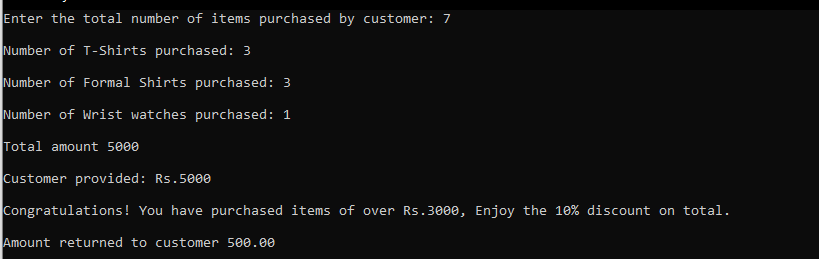 Enter the total number of items purchased by customer: 7
Number of T-Shirts purchased: 3
Number of Formal Shirts purchased: 3
Number of Wrist watches purchased: 1
Total amount 5000
Customer provided: Rs.5000
Congratulations! You have purchased items of over Rs.3000, Enjoy the 10% discount on total.
Amount returned to customer 500.00